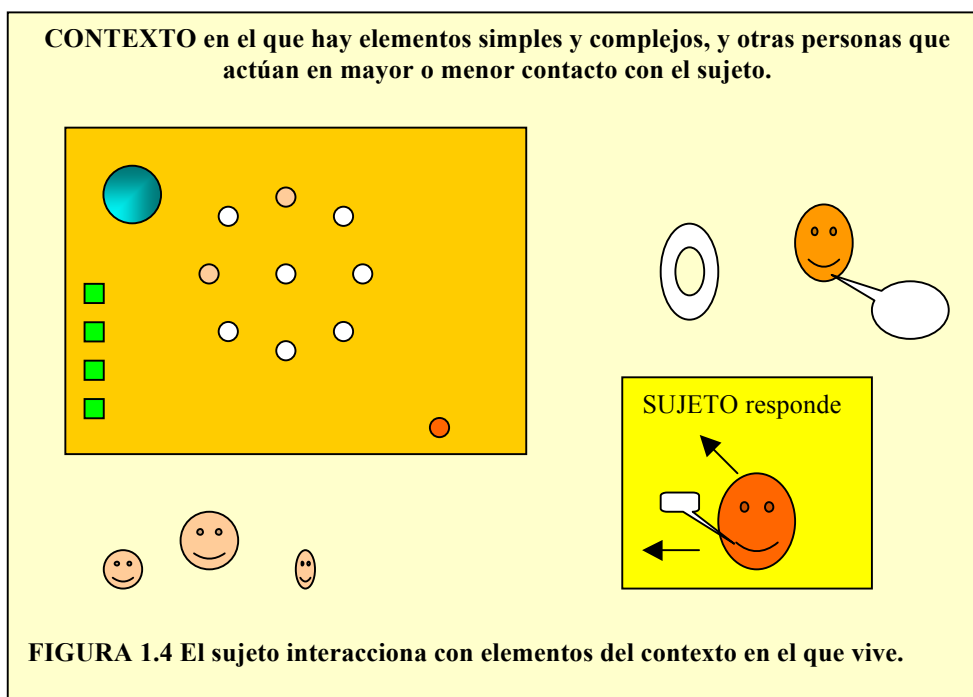 CONTEXTO en el que hay elementos simples y complejos, y otras personas que
actúan en mayor o menor contacto con el sujeto.
SUJETO responde
FIGURA 1.4 El sujeto interacciona con elementos del contexto en el que vive.